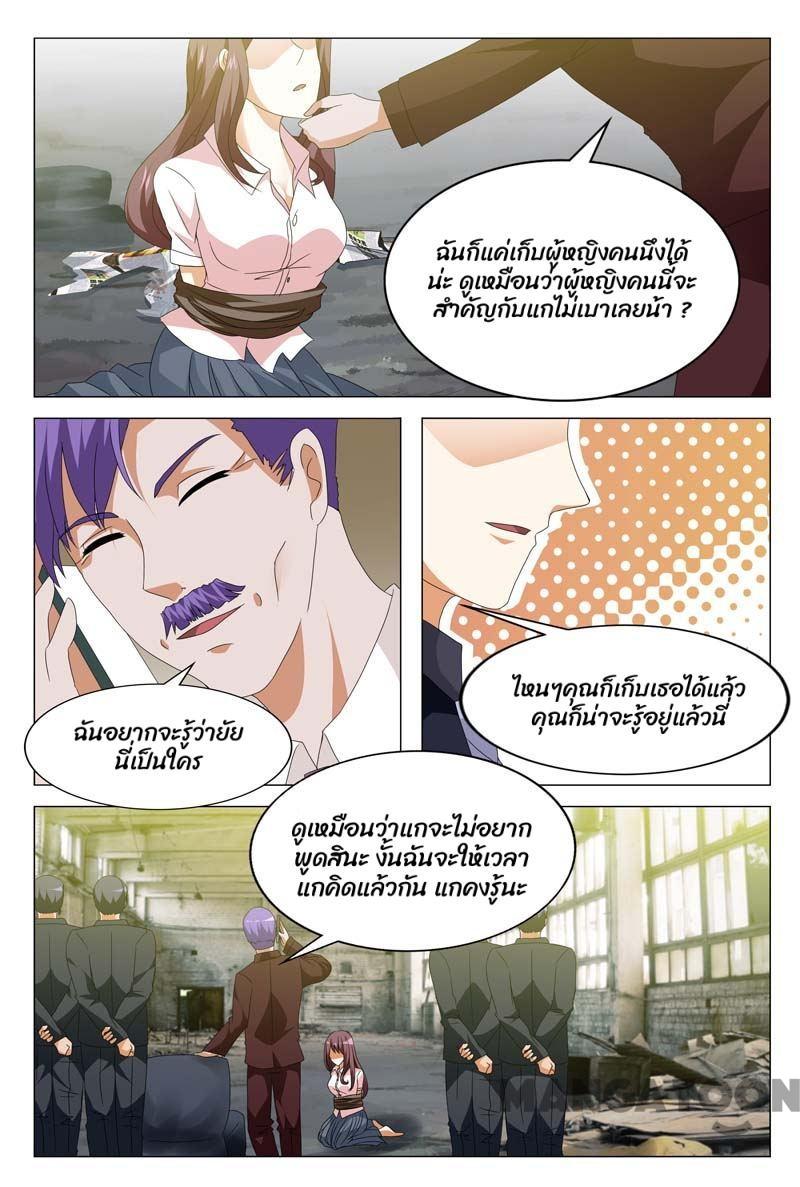 ฉันก็แค่เก็บผู้หญิงคนนึงได้
น่ะ ดูเหมือนว่าผู้หญิงคนนี้จะ
สำคัญกับแกไม่เบาเลยน้า ?
ฉันอยากจะรู้ว่ายัย
นี่เป็นใคร
ไหนๆคุณก็เก็บเธอได้แล้ว
คุณก็น่าจะรู้อยู่แล้วนี่
ดูเหมือนว่าแกจะไม่อยาก
พูดสินะ งั้นฉันจะให้เวลา
แกคิดแล้วกัน แกคงรู้นะ
MANGATOON